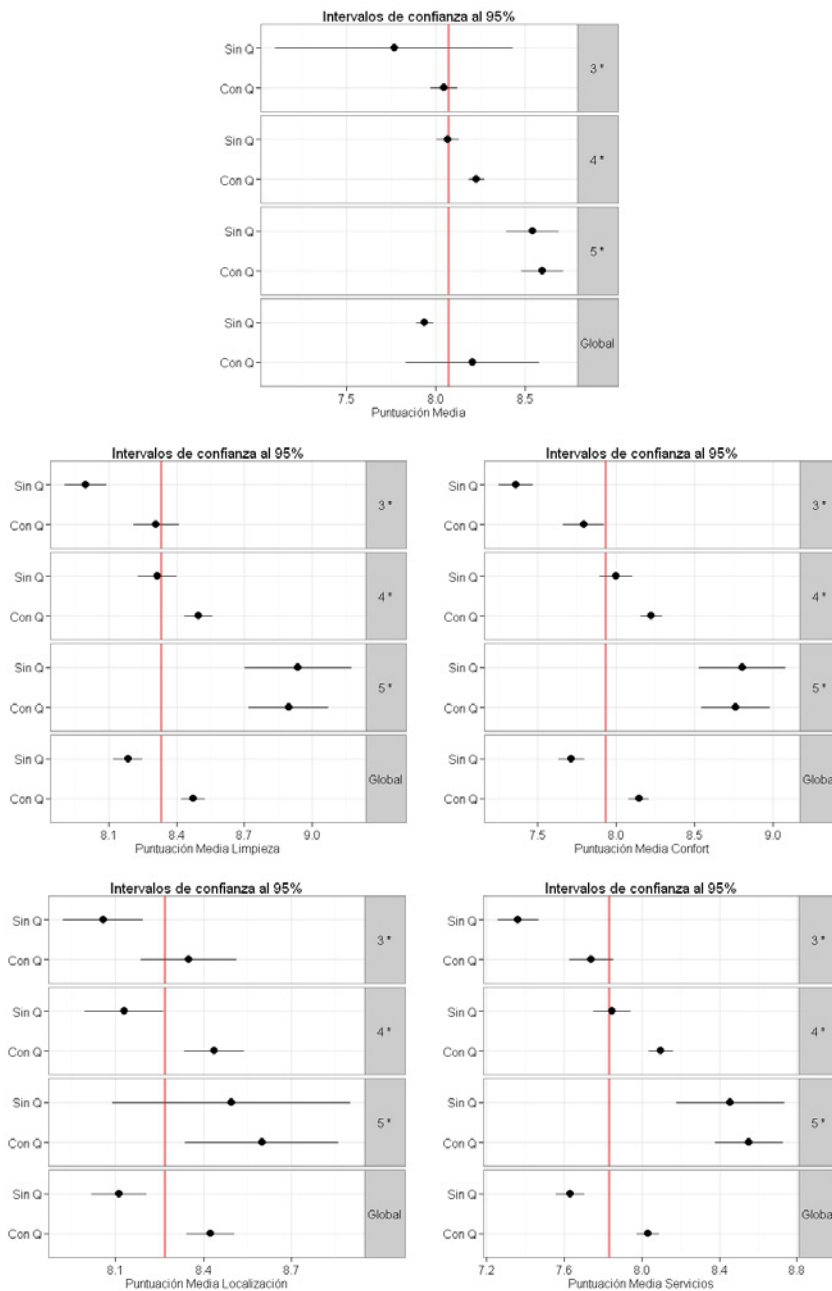 Intervalos de confianza al 95%
Sin Q
Con Q
3 *
Sin Q
Con Q
4 *
Sin Q
Con Q
5 *
Sin Q
Con Q
Global
7.5 8.0 8.5
Puntuación Media
Intervalos de confianza al 95%
Sin Q
Con Q
3 *
Sin Q
Con Q
4 *
Sin Q
Con Q
5 *
Sin Q
Con Q
Global
8.1 8.4 8.7 9.0
Puntuación Media Limpieza
Intervalos de confianza al 95%
Sin Q
Con Q
3 *
Sin Q
Con Q
4 *
Sin Q
Con Q
5 *
Sin Q
Con Q
Global
7.5 8.0 8.5 9.0
Puntuación Media Confort
Intervalos de confianza al 95%
Sin Q
Con Q
3 *
Sin Q
Con Q
4 *
Sin Q
Con Q
5 *
Sin Q
Con Q
Global
8.1 8.4 8.7
Puntuación Media Localización
Intervalos de confianza al 95%
Sin Q
Con Q
3 *
Sin Q
Con Q
4 *
Sin Q
Con Q
5 *
Sin Q
Con Q
Global
7.2 7.6 8.0 8.4 8.8
Puntuación Media Servicios